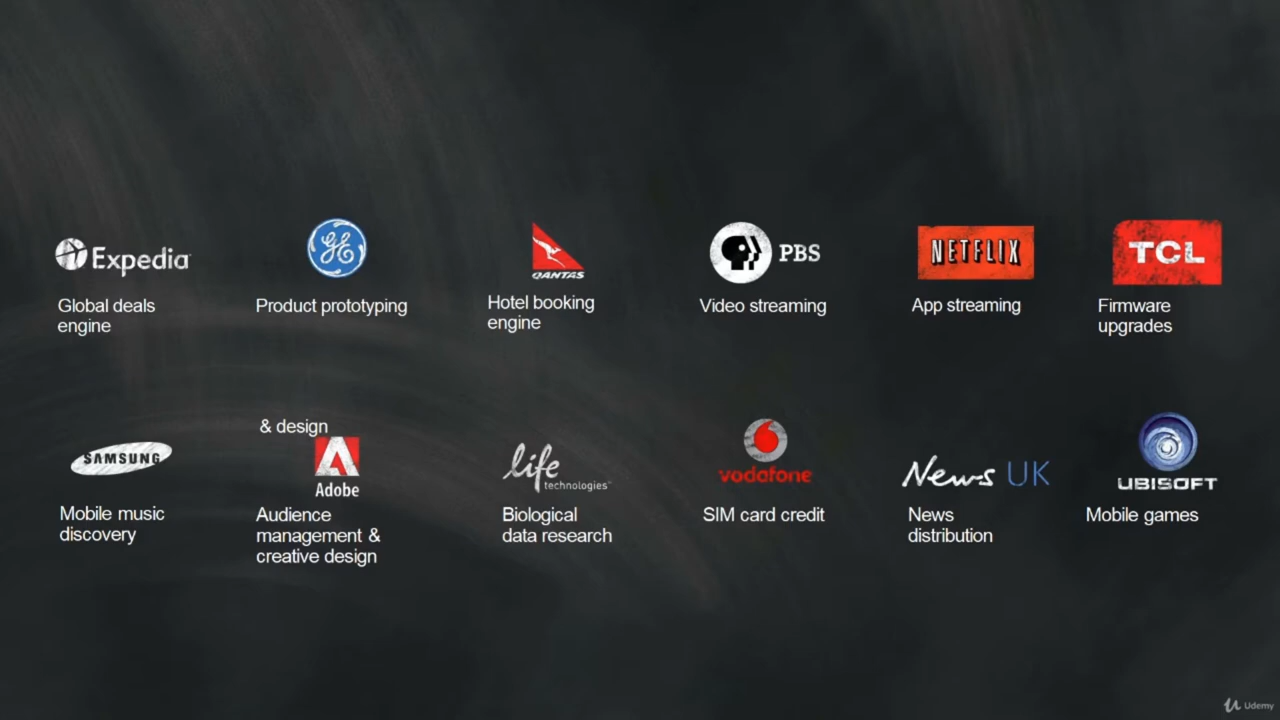 Expedia
GE
QANTAS
PBS
NETFLIX
TCL
Global deals
engine
Product prototyping
Hotel booking
engine
Video streaming
App streaming
Firmware
upgrades
SAMSUNG
& design
Adobe
life
technologies™
vodafone
News UK
UBISOFT
Mobile music
discovery
Audience
management &
creative design
Biological
data research
SIM card credit
News
distribution
Mobile games
Udemy